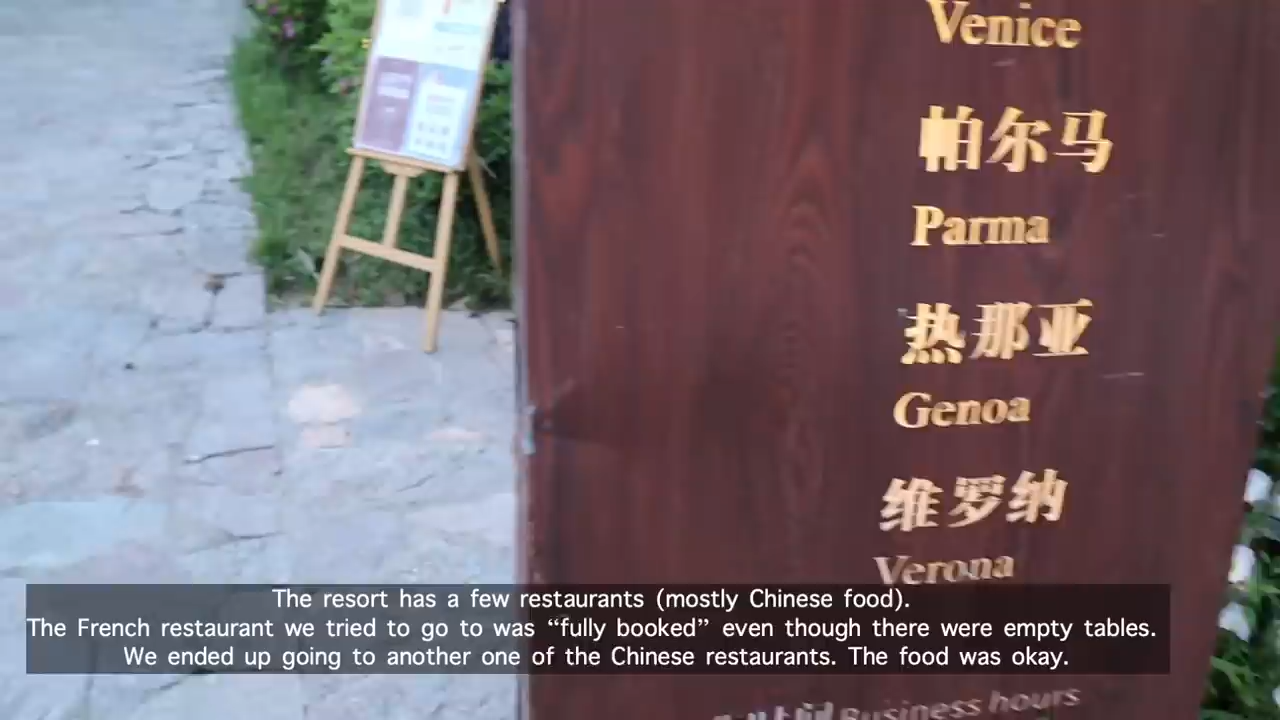 Venice
帕尔马
Parma
热那亚
Genoa
维罗纳
Verona
The resort has a few restaurants (mostly Chinese food).
The French restaurant we tried to go to was “fully booked” even though there were empty tables.
We ended up going to another one of the Chinese restaurants. The food was okay.
Business hours